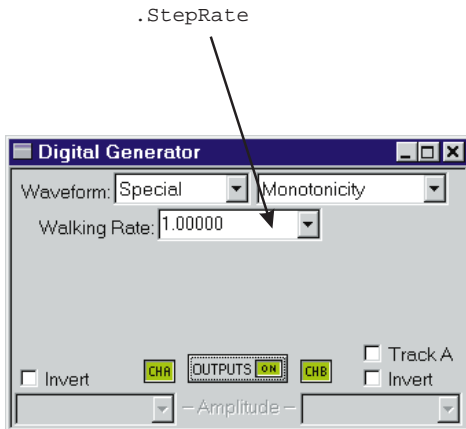 .StepRate
Digital Generator
Waveform: Special Monotonicity
Walking Rate: 1.00000
Track A
Invert CHA OUTPUTS ON CHB Invert
Amplitude